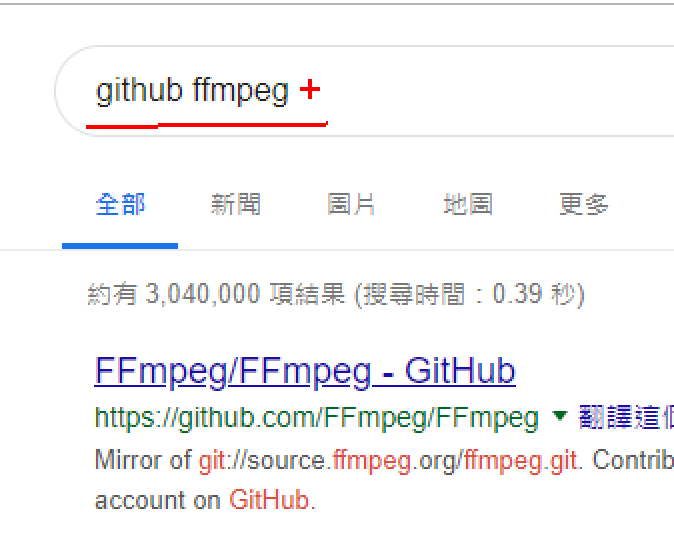 github ffmpeg +
全部 新聞 圖片 地圖 更多
約有 3,040,000 項結果 (搜尋時間：0.39 秒)
FFmpeg/FFmpeg - GitHub
https://github.com/FFmpeg/FFmpeg ▼ 翻譯這個
Mirror of git://source.ffmpeg.org/ffmpeg.git. Contrib
account on GitHub.